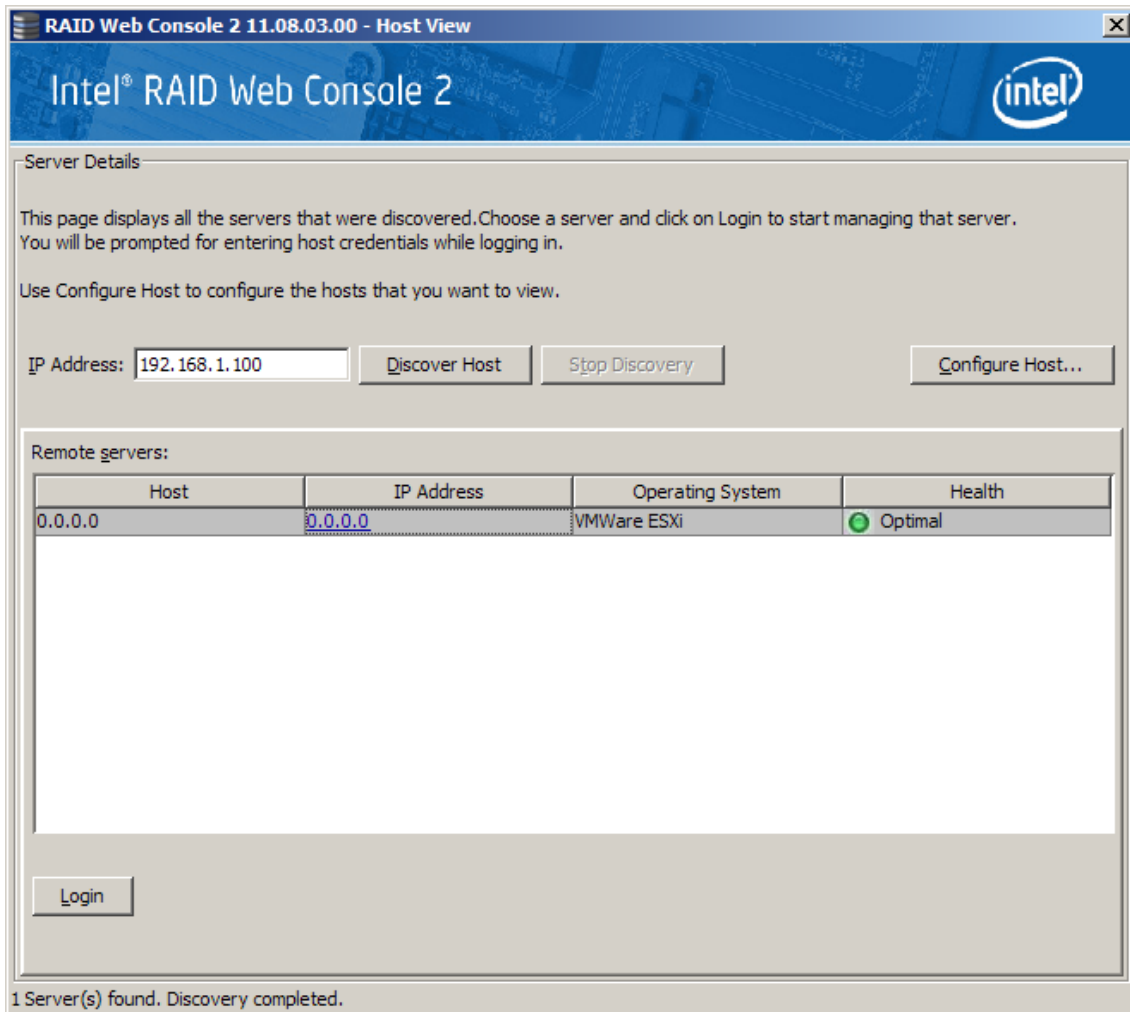 RAID Web Console 2 11.08.03.00 - Host View
Intel® RAID Web Console 2
intel
Server Details
This page displays all the servers that were discovered.Choose a server and click on Login to start managing that server.
You will be prompted for entering host credentials while logging in.
Use Configure Host to configure the hosts that you want to view.
IP Address: 192.168.1.100 Discover Host Stop Discovery Configure Host...
Remote servers:
Host IP Address Operating System Health
0.0.0.0 0.0.0.0 VMWare ESXi Optimal
Login
1 Server(s) found. Discovery completed.